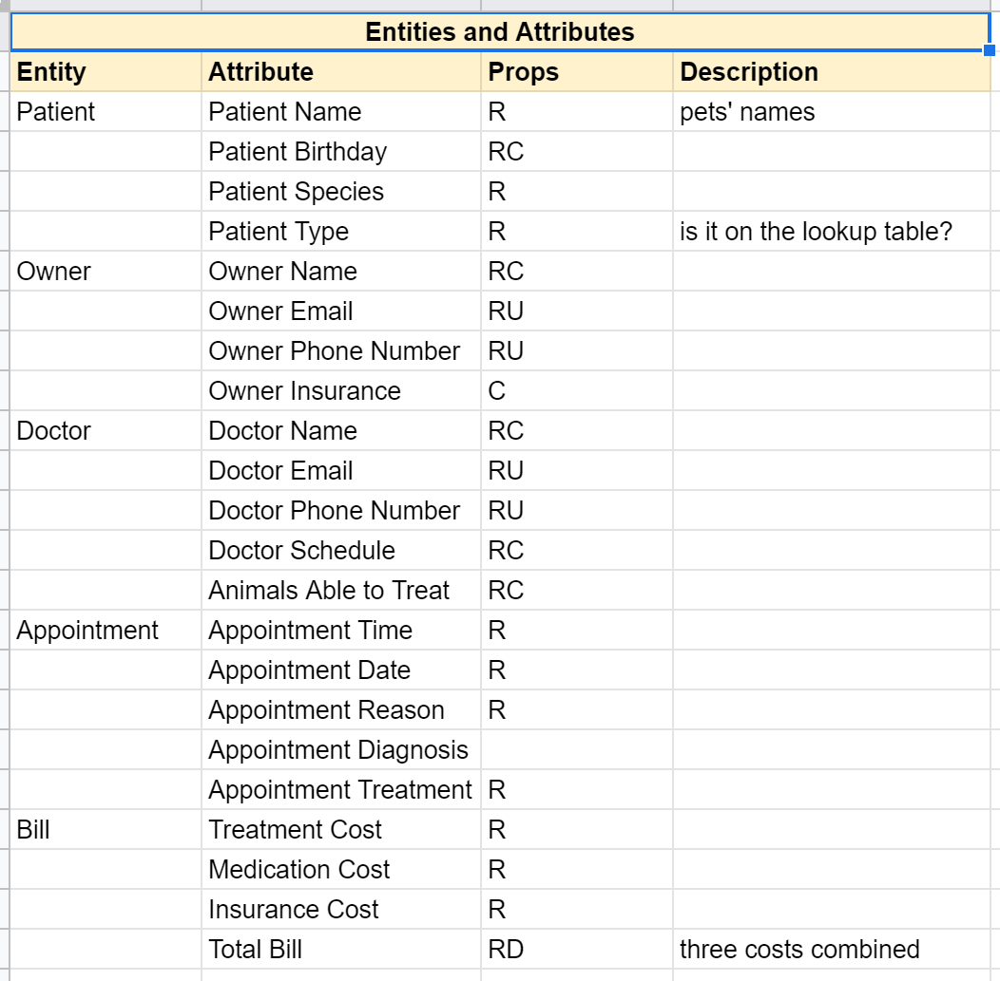 Entities and Attributes
Entity Attribute Props Description
Patient Patient Name R pets' names
Patient Birthday RC
Patient Species R
Patient Type R is it on the lookup table?
Owner Owner Name RC
Owner Email RU
Owner Phone Number RU
Owner Insurance C
Doctor Doctor Name RC
Doctor Email RU
Doctor Phone Number RU
Doctor Schedule RC
Animals Able to Treat RC
Appointment Appointment Time R
Appointment Date R
Appointment Reason R
Appointment Diagnosis
Appointment Treatment R
Bill Treatment Cost R
Medication Cost R
Insurance Cost R
Total Bill RD three costs combined